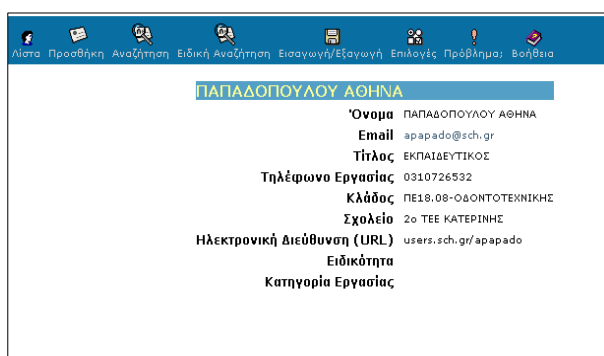 Λίστα Προσθήκη Αναζήτηση Ειδική Αναζήτηση Εισαγωγή/Εξαγωγή Επιλογές Πρόβλημα; Βοήθεια
ΠΑΠΑΔΟΠΟΥΛΟΥ ΑΘΗΝΑ
Όνομα ΠΑΠΑΔΟΠΟΥΛΟΥ ΑΘΗΝΑ
Email apapado@sch.gr
Τίτλος ΕΚΠΑΙΔΕΥΤΙΚΟΣ
Τηλέφωνο Εργασίας 0310726532
Κλάδος ΠΕ18.08-ΟΔΟΝΤΟΤΕΧΝΙΚΗΣ
Σχολείο 2ο ΤΕΕ ΚΑΤΕΡΙΝΗΣ
Ηλεκτρονική Διεύθυνση (URL) users.sch.gr/apapado
Ειδικότητα
Κατηγορία Εργασίας